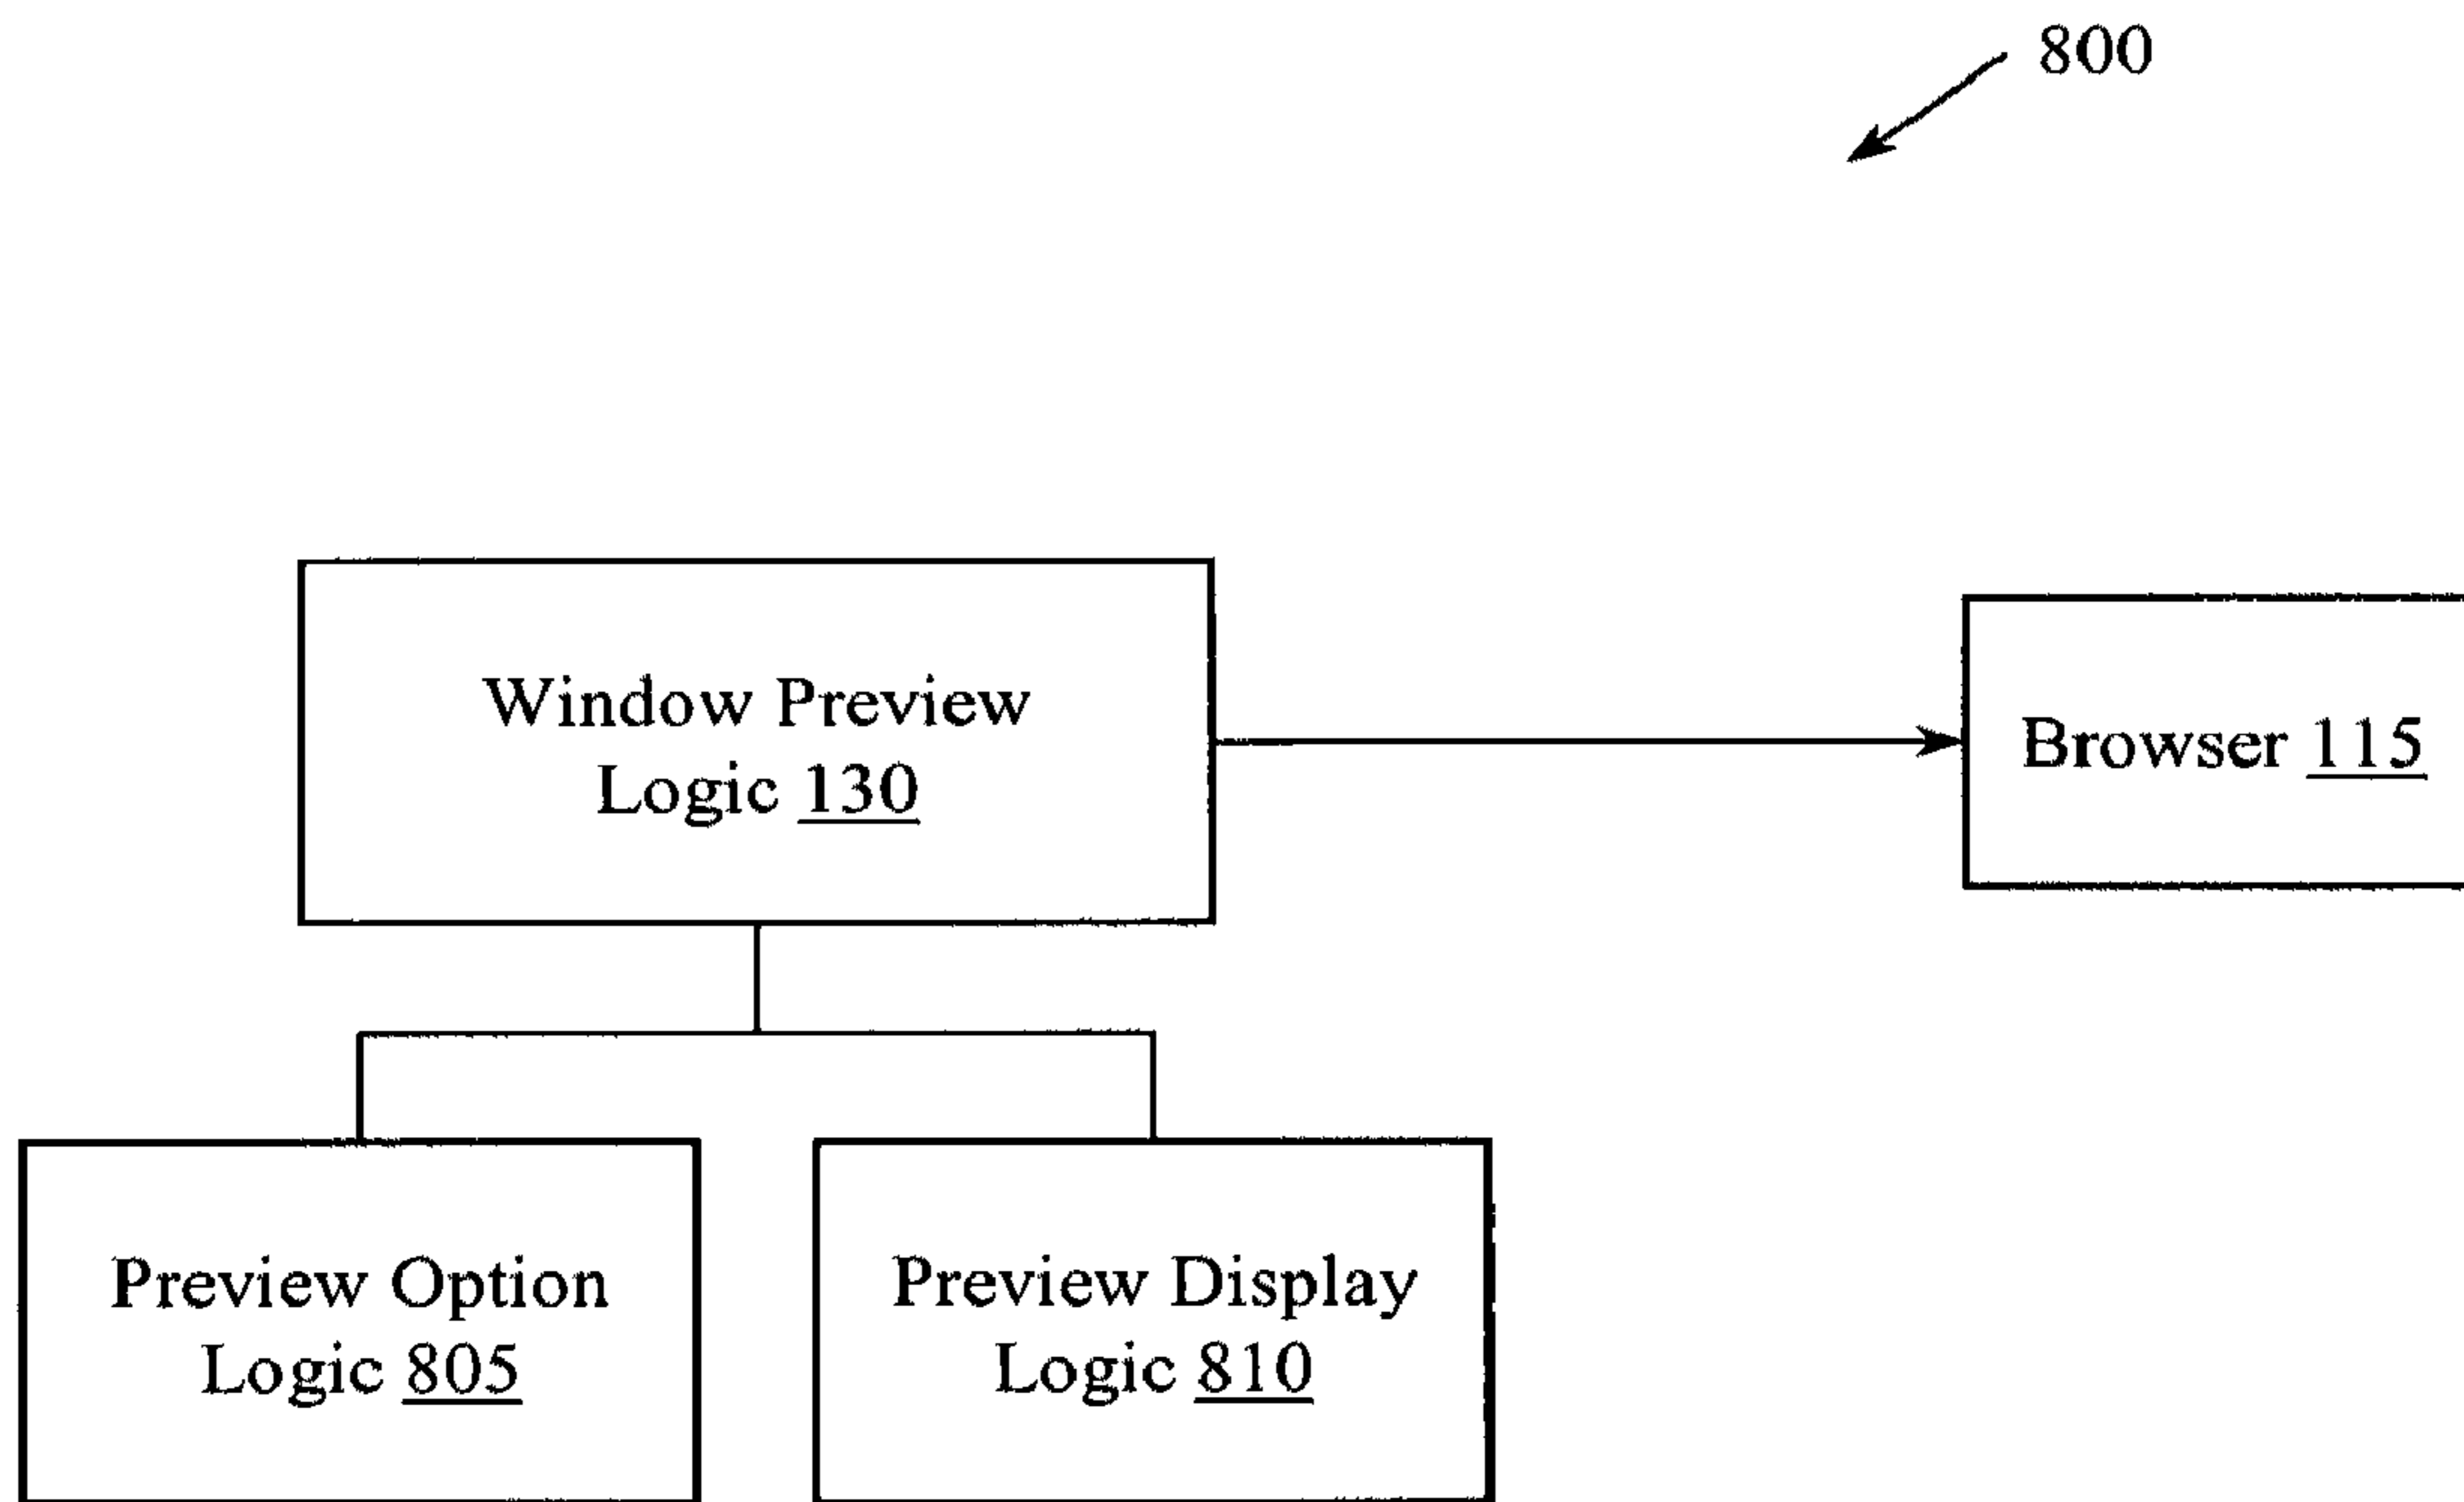 800
Window Preview
Logic 130
Browser 115
Preview Option
Logic 805
Preview Display
Logic 810